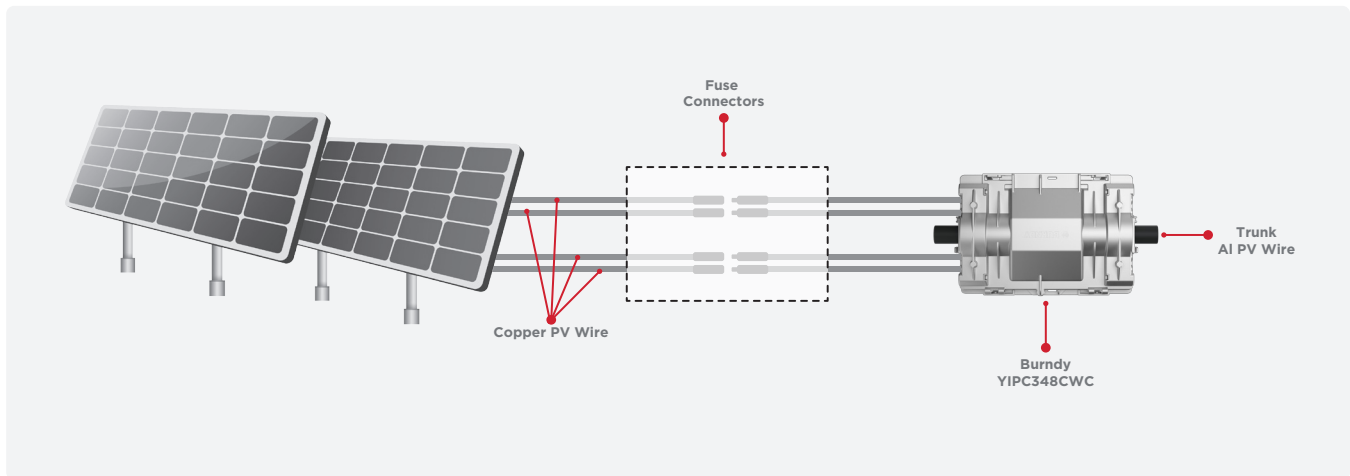 Fuse
Connectors
Trunk
Al PV Wire
Copper PV Wire
Burndy
YIPC348CWC